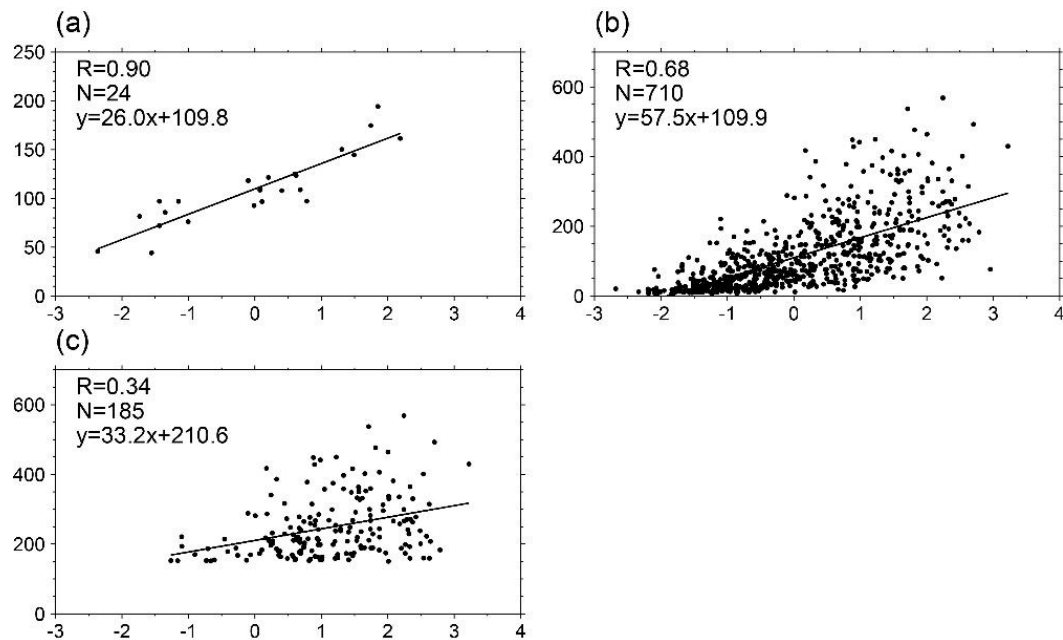 (a)
250
200
150
100
50
0
R=0.90
N=24
y=26.0x+109.8
-3 -2 -1 0 1 2 3 4
(b)
600
400
200
0
R=0.68
N=710
y=57.5x+109.9
-3 -2 -1 0 1 2 3 4
(c)
600
400
200
0
R=0.34
N=185
y=33.2x+210.6
-3 -2 -1 0 1 2 3 4